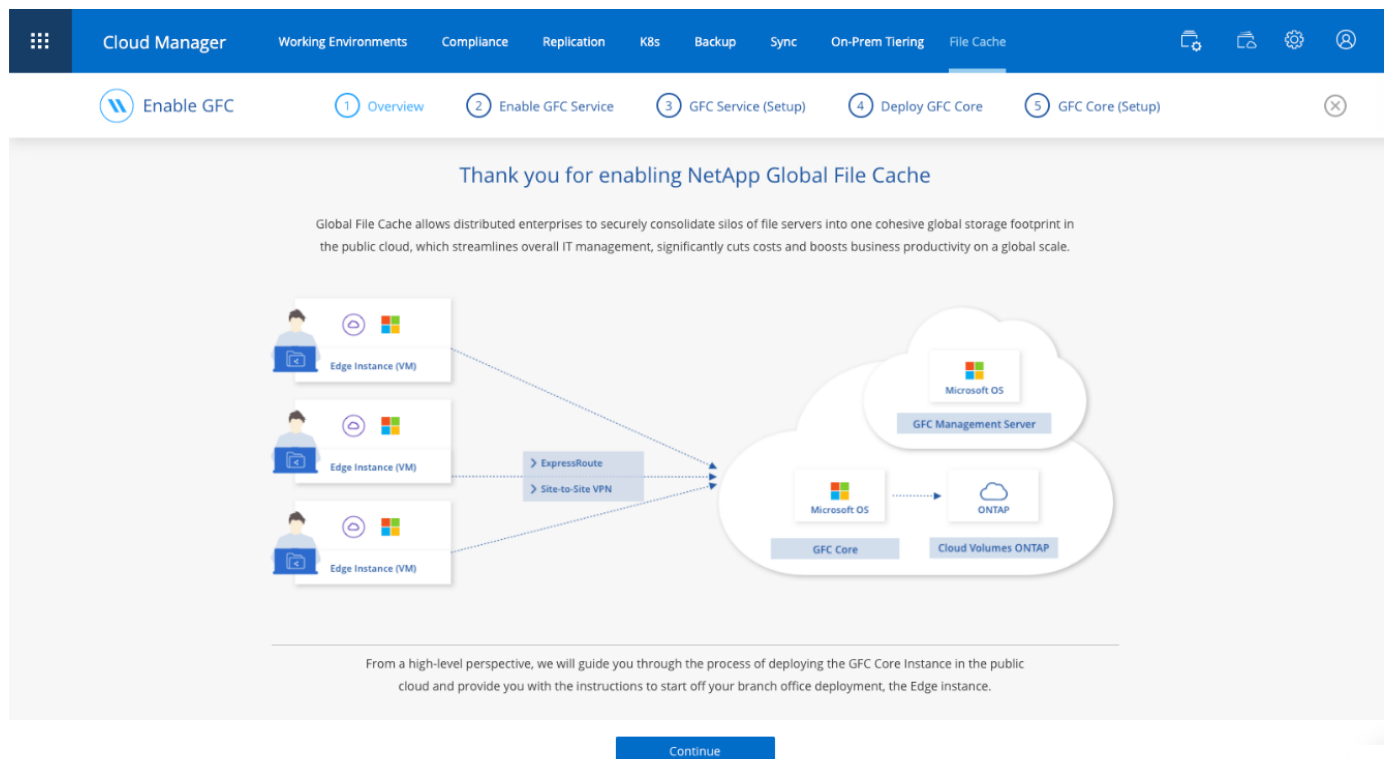 Cloud Manager
Working Environments
Compliance
Replication
K8s
Backup
Sync
On-Prem Tiering
File Cache
Enable GFC
1 Overview
2 Enable GFC Service
3 GFC Service (Setup)
4 Deploy GFC Core
5 GFC Core (Setup)
Thank you for enabling NetApp Global File Cache
Global File Cache allows distributed enterprises to securely consolidate silos of file servers into one cohesive global storage footprint in
the public cloud, which streamlines overall IT management, significantly cuts costs and boosts business productivity on a global scale.
Edge Instance (VM)
Edge Instance (VM)
Edge Instance (VM)
ExpressRoute
Site-to-Site VPN
Microsoft OS
GFC Management Server
Microsoft OS
GFC Core
ONTAP
Cloud Volumes ONTAP
From a high-level perspective, we will guide you through the process of deploying the GFC Core Instance in the public
cloud and provide you with the instructions to start off your branch office deployment, the Edge instance.
Continue